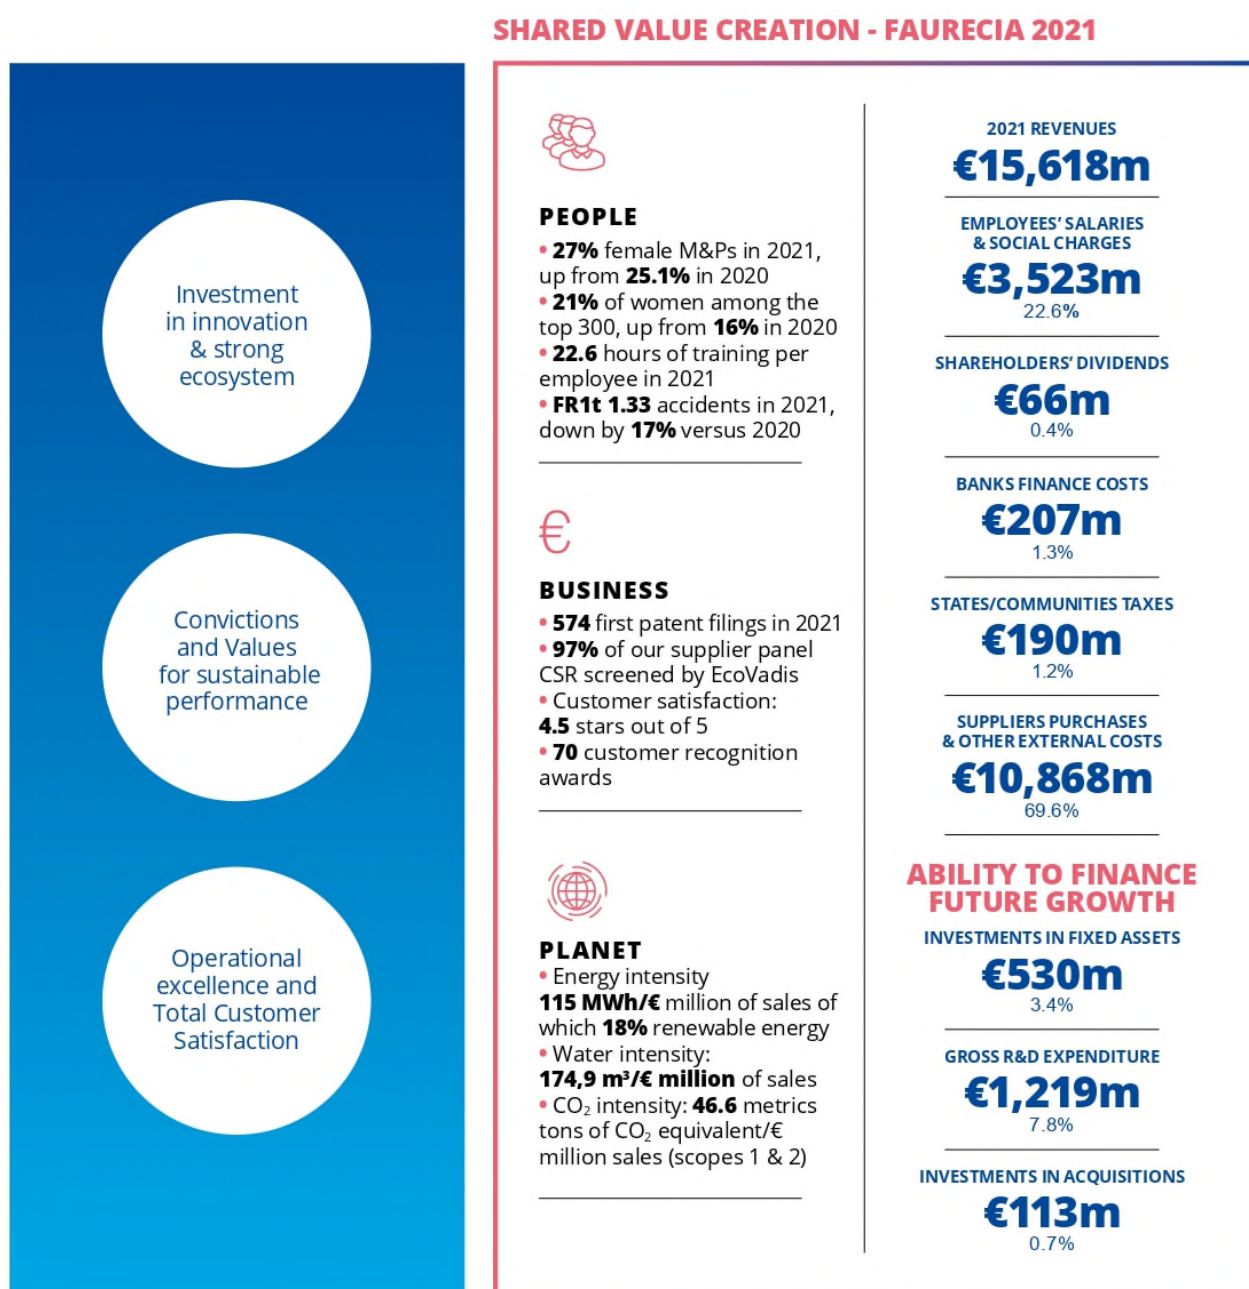 SHARED VALUE CREATION - FAURECIA 2021
Investment
in innovation
& strong
ecosystem
Convictions
and Values
for sustainable
performance
Operational
excellence and
Total Customer
Satisfaction
PEOPLE
• 27% female M&Ps in 2021,
up from 25.1% in 2020
• 21% of women among the
top 300, up from 16% in 2020
• 22.6 hours of training per
employee in 2021
• FR1t 1.33 accidents in 2021,
down by 17% versus 2020
€
BUSINESS
• 574 first patent filings in 2021
• 97% of our supplier panel
CSR screened by EcoVadis
• Customer satisfaction:
4.5 stars out of 5
• 70 customer recognition
awards
PLANET
• Energy intensity
115 MWh/€ million of sales of
which 18% renewable energy
• Water intensity:
174,9 m³/€ million of sales
• CO₂ intensity: 46.6 metrics
tons of CO₂ equivalent/€
million sales (scopes 1 & 2)
2021 REVENUES
€15,618m
EMPLOYEES’ SALARIES
& SOCIAL CHARGES
€3,523m
22.6%
SHAREHOLDERS’ DIVIDENDS
€66m
0.4%
BANKS FINANCE COSTS
€207m
1.3%
STATES/COMMUNITIES TAXES
€190m
1.2%
SUPPLIERS PURCHASES
& OTHER EXTERNAL COSTS
€10,868m
69.6%
ABILITY TO FINANCE
FUTURE GROWTH
INVESTMENTS IN FIXED ASSETS
€530m
3.4%
GROSS R&D EXPENDITURE
€1,219m
7.8%
INVESTMENTS IN ACQUISITIONS
€113m
0.7%